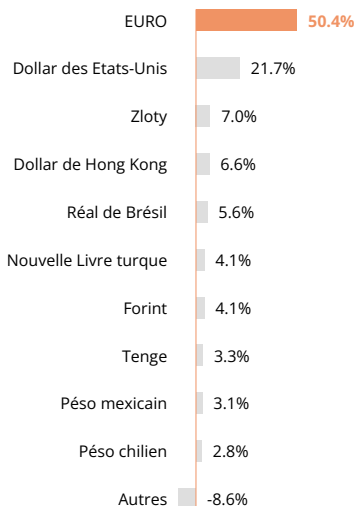 EURO 50.4%
Dollar des Etats-Unis 21.7%
Zloty 7.0%
Dollar de Hong Kong 6.6%
Réal de Brésil 5.6%
Nouvelle Livre turque 4.1%
Forint 4.1%
Tenge 3.3%
Péso mexicain 3.1%
Péso chilien 2.8%
Autres -8.6%